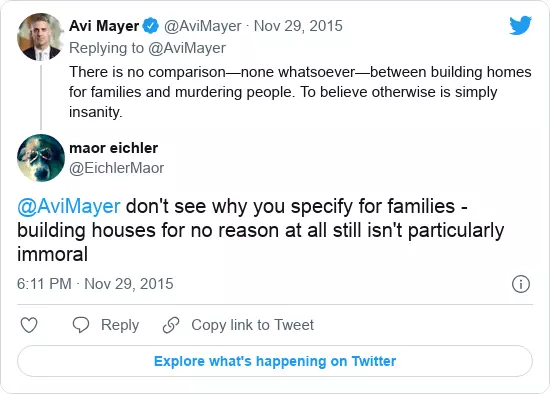 Avi Mayer @AviMayer · Nov 29, 2015
Replying to @AviMayer
There is no comparison—none whatsoever—between building homes
for families and murdering people. To believe otherwise is simply
insanity.
maor eichler
@EichlerMaor
@AviMayer don't see why you specify for families -
building houses for no reason at all still isn't particularly
immoral
6:11 PM · Nov 29, 2015
Reply Copy link to Tweet
Explore what's happening on Twitter